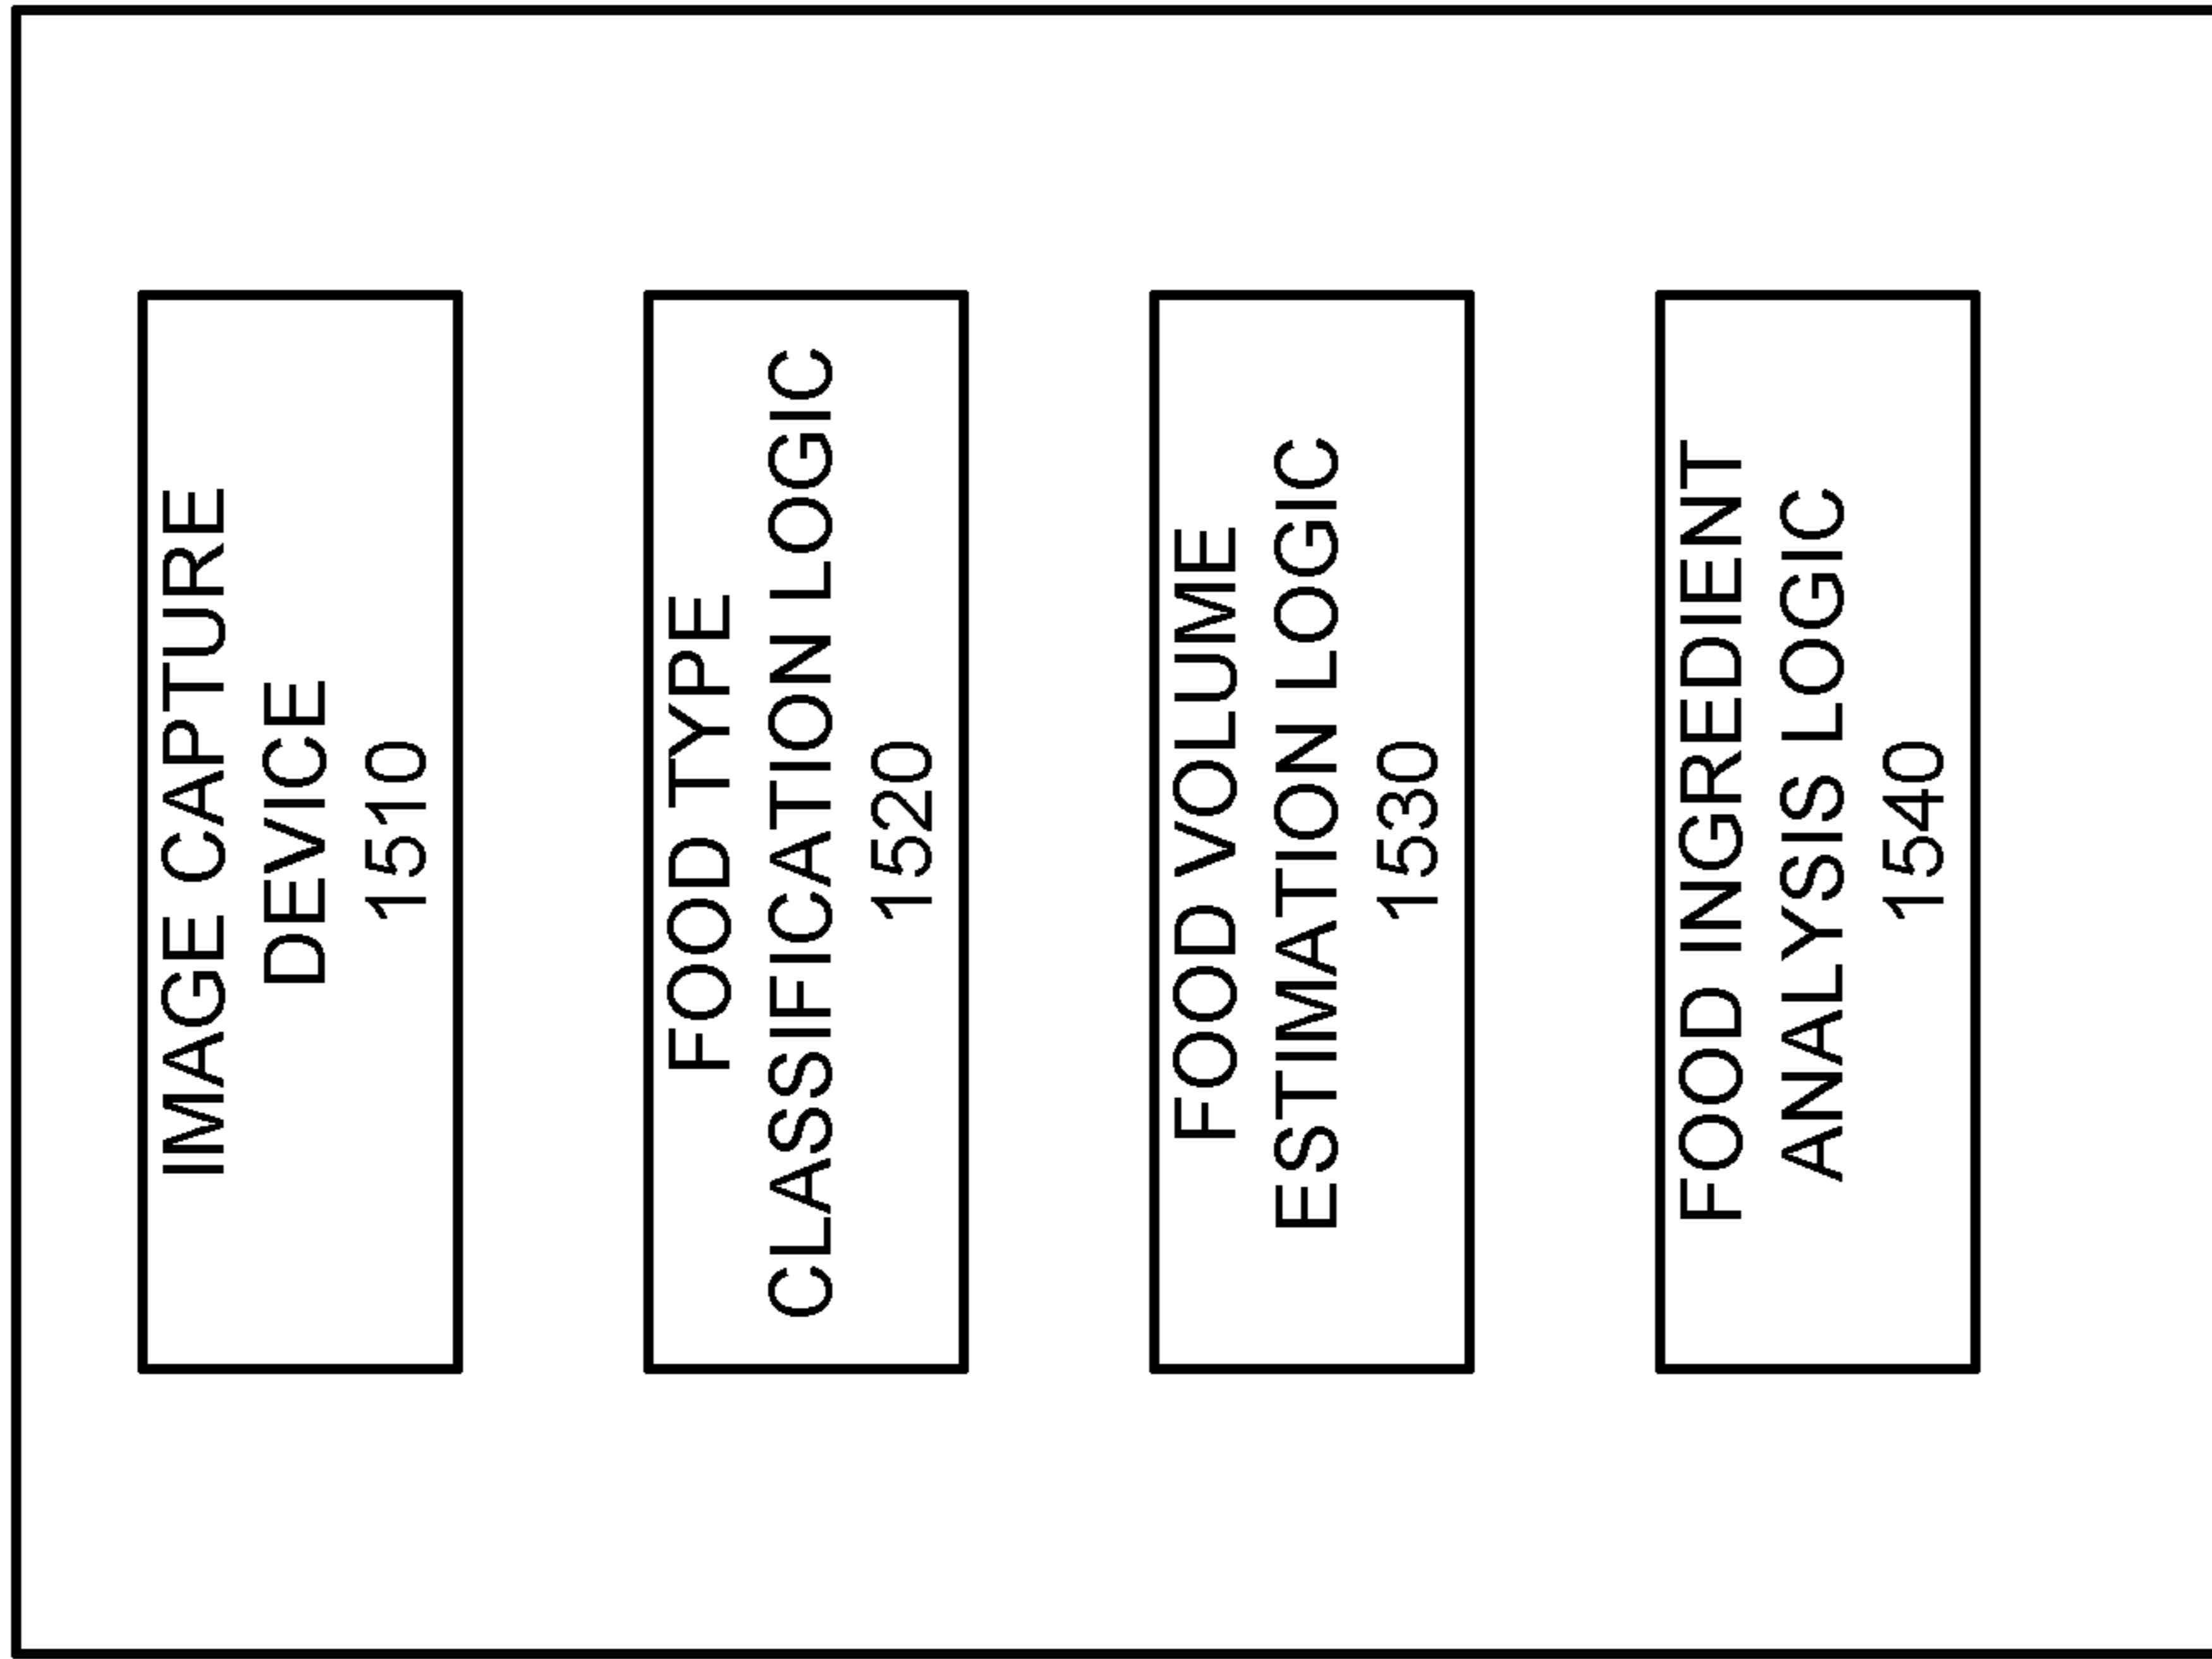 IMAGE CAPTURE
DEVICE
1510
FOOD TYPE
CLASSIFICATION LOGIC
1520
FOOD VOLUME
ESTIMATION LOGIC
1530
FOOD INGREDIENT
ANALYSIS LOGIC
1540